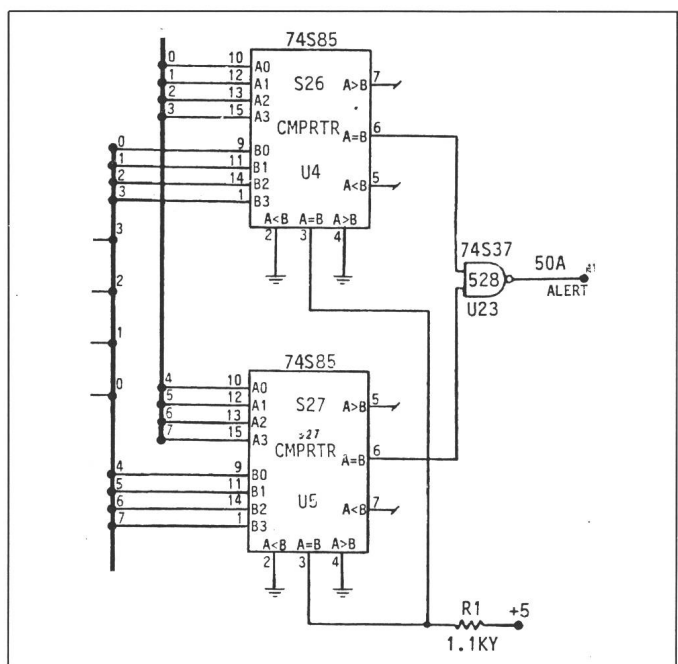 74S85
0 10 A0 S26 A>B 7
1 12 A1
2 13 A2
3 15 A3
CMPRTR A=B 6
0 9 B0
1 11 B1
2 14 B2 U4 A<B 5
3 1 B3
A<B A=B A>B
2 3 4
3
2
1
0
74S37
528
U23
50A
ALERT
74S85
4 10 A0 S27 A>B 5
5 12 A1
6 13 A2
7 15 A3 s27
CMPRTR A=B 6
4 9 B0
5 11 B1
6 14 B2 U5 A<B 7
7 1 B3
A<B A=B A>B
2 3 4
R1 +5
1.1KY